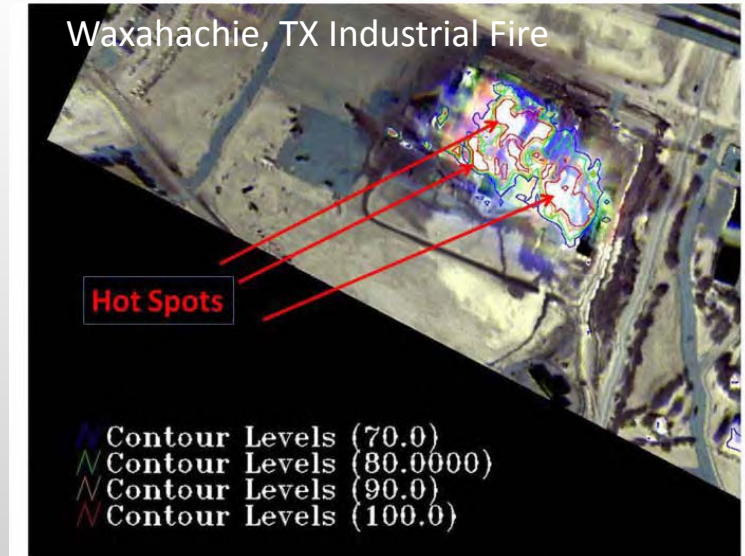 Waxahachie, TX Industrial Fire
Hot Spots
Contour Levels (70.0)
Contour Levels (80.0000)
Contour Levels (90.0)
Contour Levels (100.0)